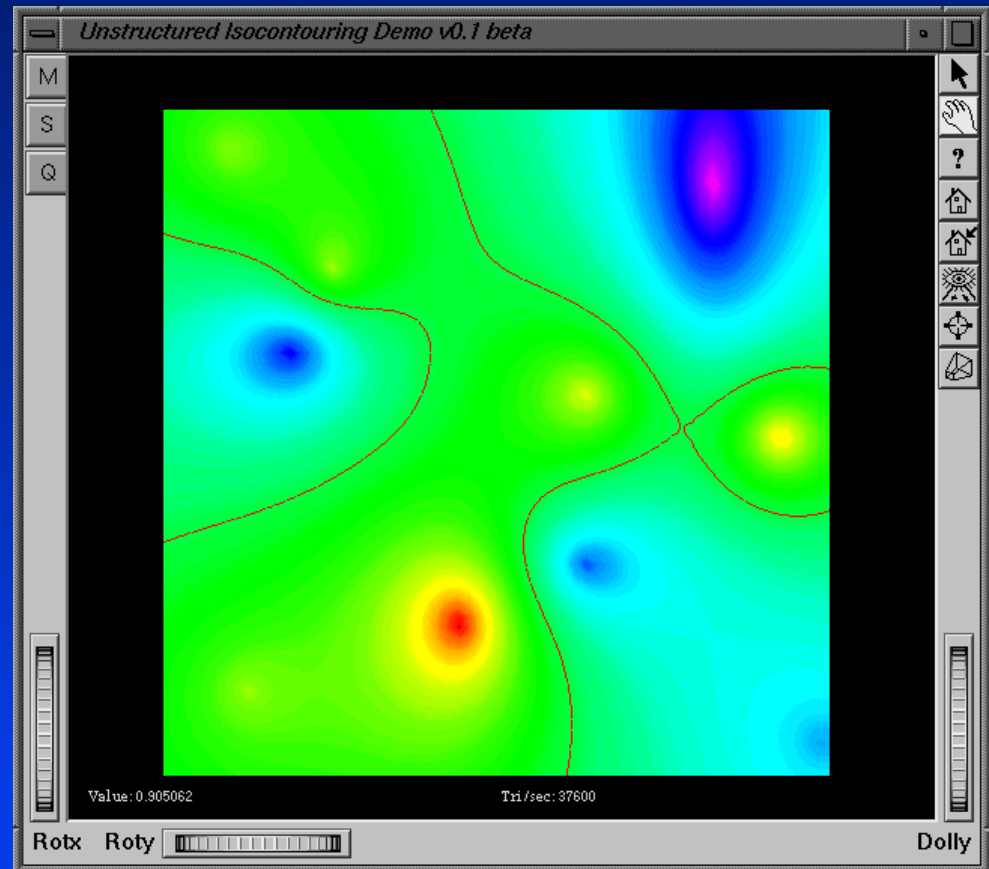 Unstructured Isocontouring Demo v0.1 beta
M
S
Q
?
Value: 0.905062
Tri/sec: 37600
Rotx
Roty
Dolly